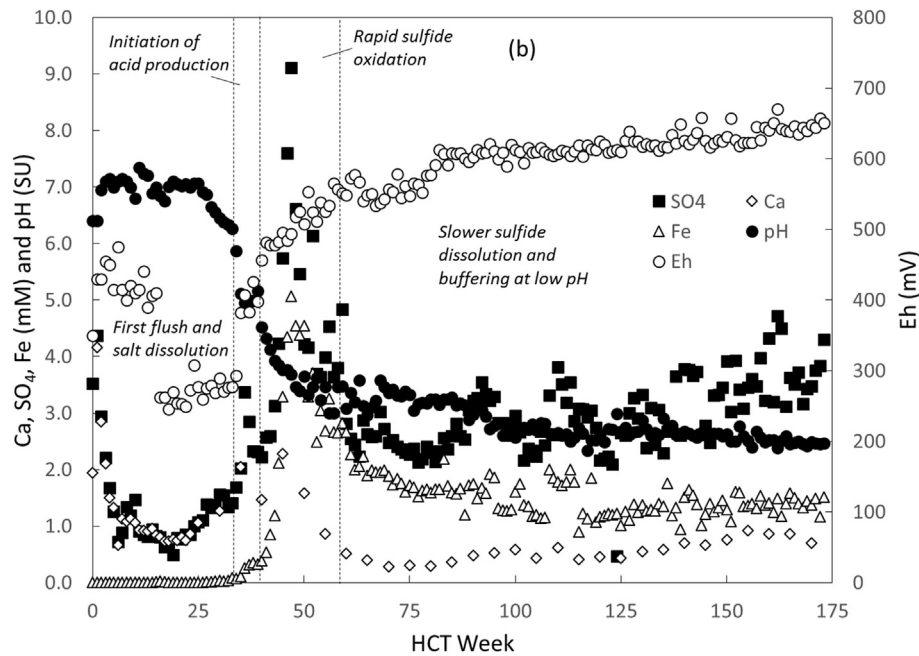 Initiation of
acid production
Rapid sulfide
oxidation
(b)
10.0
9.0
8.0
7.0
6.0
5.0
4.0
3.0
2.0
1.0
0.0
Ca, SO4, Fe (mM) and pH (SU)
800
700
600
500
400
300
200
100
0
Eh (mV)
First flush and
salt dissolution
Slower sulfide
dissolution and
buffering at low pH
SO4 Ca
Fe pH
Eh
0 25 50 75 100 125 150 175
HCT Week